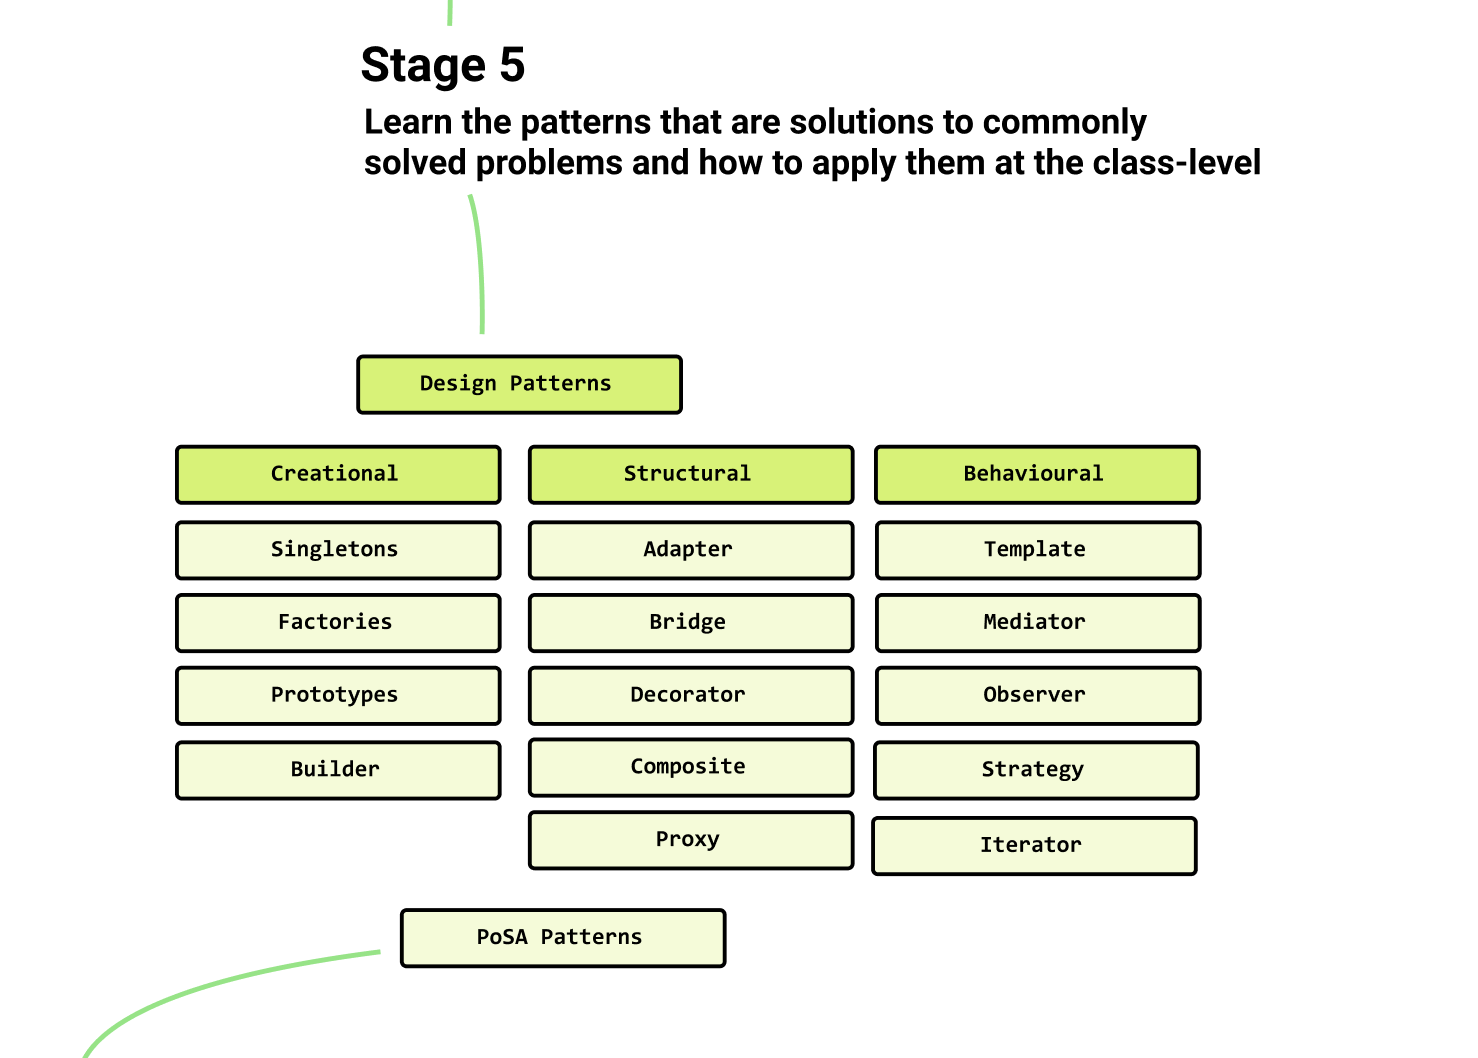 Stage 5
Learn the patterns that are solutions to commonly
solved problems and how to apply them at the class-level
Design Patterns
Creational
Structural
Behavioural
Singletons
Adapter
Template
Factories
Bridge
Mediator
Prototypes
Decorator
Observer
Builder
Composite
Strategy
Proxy
Iterator
PoSA Patterns